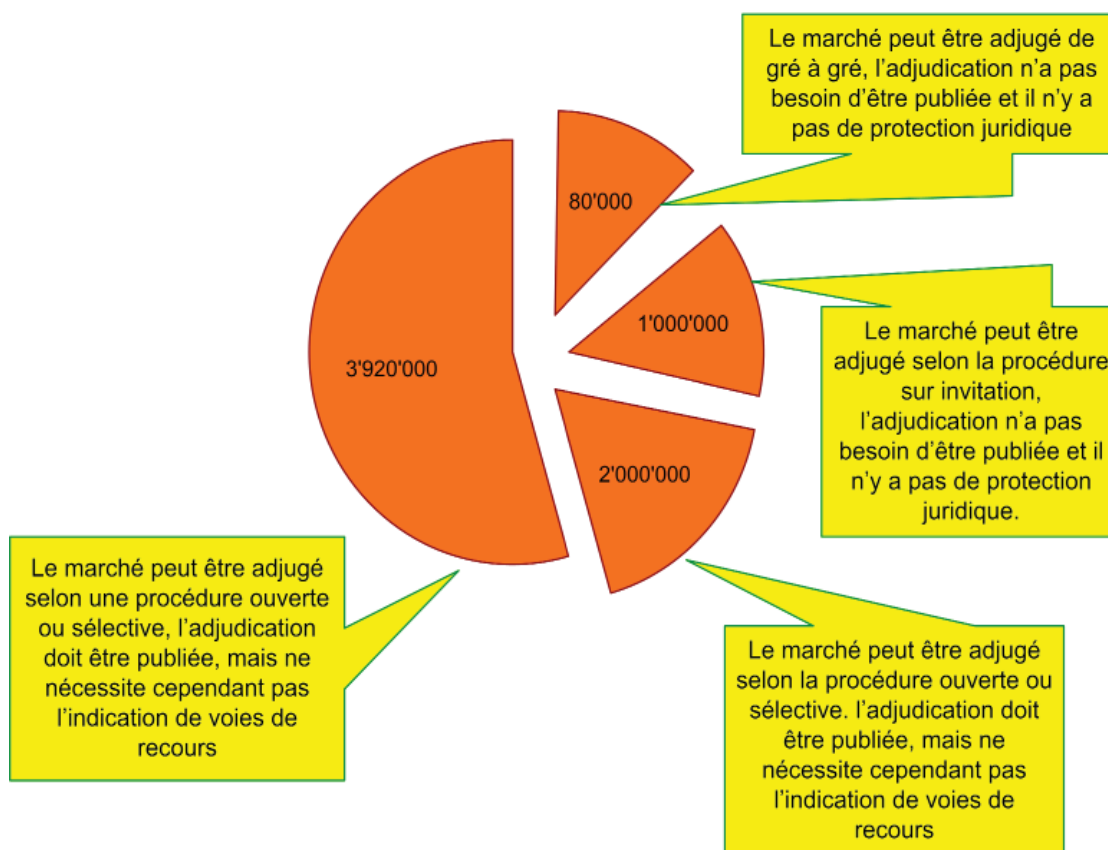 Le marché peut être adjugé de
gré à gré, l’adjudication n’a pas
besoin d’être publiée et il n’y a
pas de protection juridique
80'000
1'000'000
3'920'000
2'000'000
Le marché peut être
adjugé selon la procédure
sur invitation,
l’adjudication n’a pas
besoin d’être publiée et il
n’y a pas de protection
juridique.
Le marché peut être adjugé
selon une procédure ouverte
ou sélective, l’adjudication
doit être publiée, mais ne
nécessite cependant pas
l’indication de voies de
recours
Le marché peut être adjugé
selon la procédure ouverte ou
sélective. l’adjudication doit
être publiée, mais ne
nécessite cependant pas
l’indication de voies de
recours